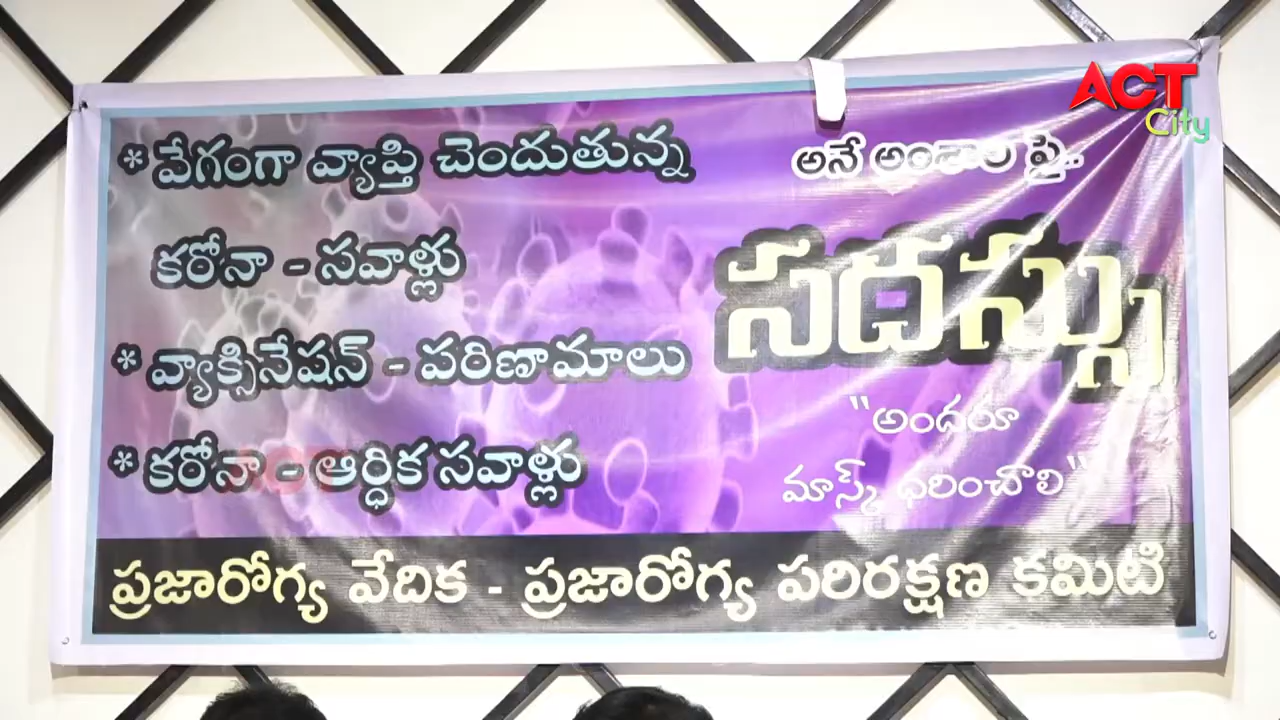 * వేగంగా వ్యాప్తి చెందుతున్న
కరోనా - సవాళ్లు
* వ్యాక్సినేషన్ - పరిణామాలు
* కరోనా - ఆర్ధిక సవాళ్లు
అనే అంశాల పై..
సదస్సు
"అందరూ
మాస్క్ ధరించాలి"
ప్రజారోగ్య వేదిక - ప్రజారోగ్య పరిరక్షణ కమిటి
ACT
City